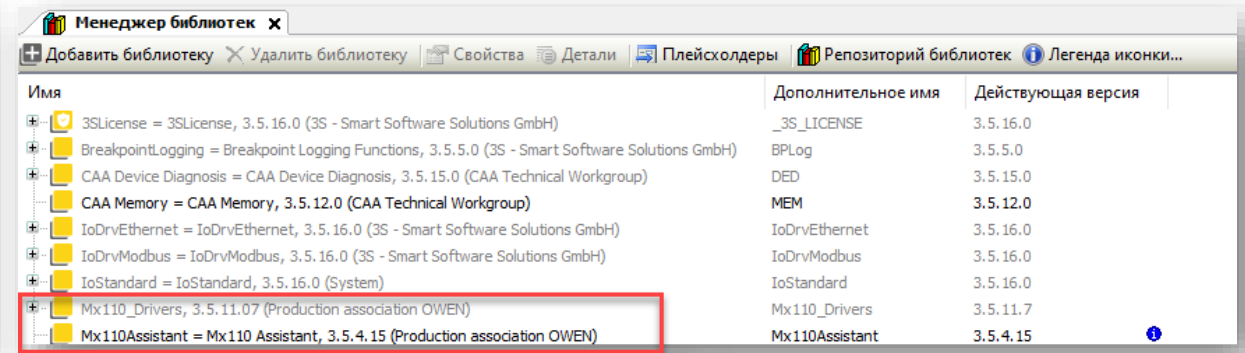 Менеджер библиотек x
Добавить библиотеку Удалить библиотеку Свойства Детали Плейсхолдеры Репозиторий библиотек Легенда иконки...
Имя Дополнительное имя Действующая версия
3SLicense = 3SLicense, 3.5.16.0 (3S - Smart Software Solutions GmbH) _3S_LICENSE 3.5.16.0
BreakpointLogging = Breakpoint Logging Functions, 3.5.5.0 (3S - Smart Software Solutions GmbH) BPLog 3.5.5.0
CAA Device Diagnosis = CAA Device Diagnosis, 3.5.15.0 (CAA Technical Workgroup) DED 3.5.15.0
CAA Memory = CAA Memory, 3.5.12.0 (CAA Technical Workgroup) MEM 3.5.12.0
IoDrvEthernet = IoDrvEthernet, 3.5.16.0 (3S - Smart Software Solutions GmbH) IoDrvEthernet 3.5.16.0
IoDrvModbus = IoDrvModbus, 3.5.16.0 (3S - Smart Software Solutions GmbH) IoDrvModbus 3.5.16.0
IoStandard = IoStandard, 3.5.16.0 (System) IoStandard 3.5.16.0
Mx110_Drivers, 3.5.11.07 (Production association OWEN) Mx110_Drivers 3.5.11.7
Mx110Assistant = Mx110 Assistant, 3.5.4.15 (Production association OWEN) Mx110Assistant 3.5.4.15